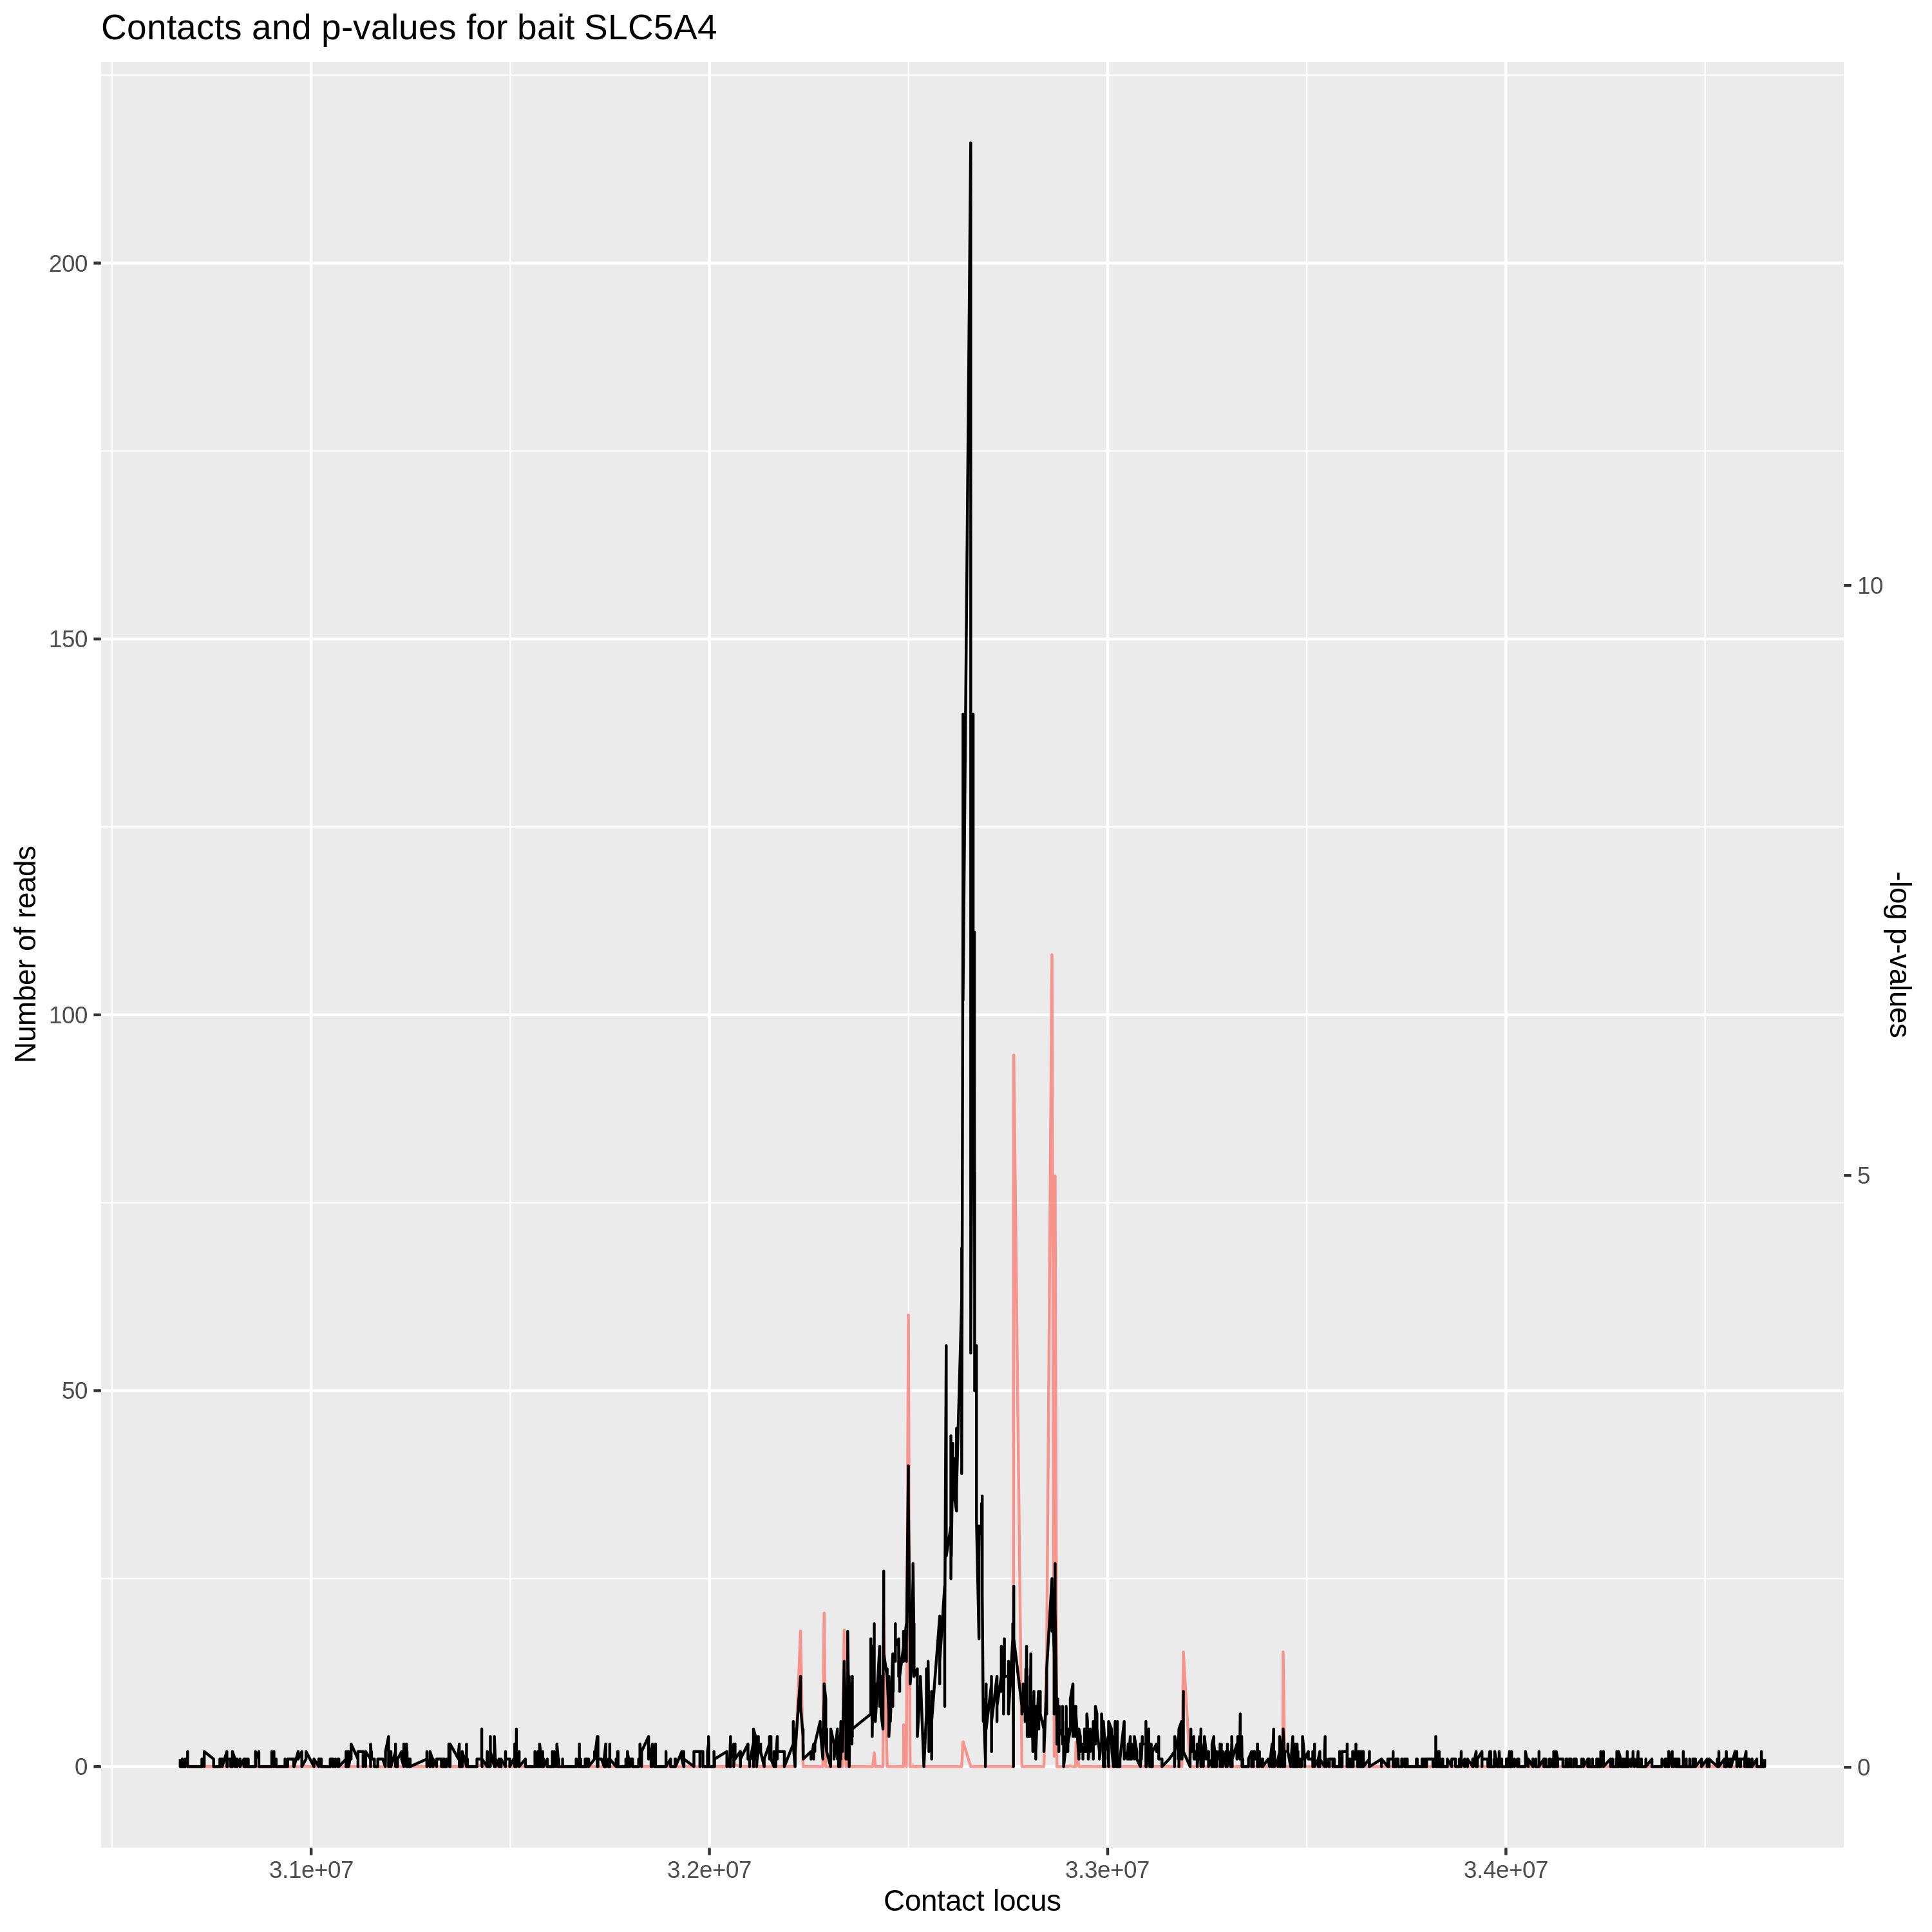 Contacts and p-values for bait SLC5A4
200
150
100
50
0
Number of reads
10
5
0
-log p-values
3.1e+07
3.2e+07
3.3e+07
3.4e+07
Contact locus